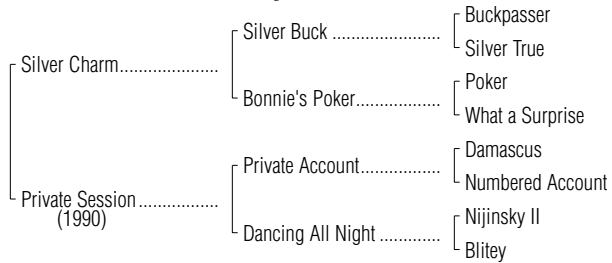 Buckpasser
Silver Buck .......................
Silver True
Silver Charm.....................
Poker
Bonnie's Poker..................
What a Surprise
Damascus
Private Account.................
Numbered Account
Private Session.................
(1990)
Nijinsky II
Dancing All Night .............
Blitey